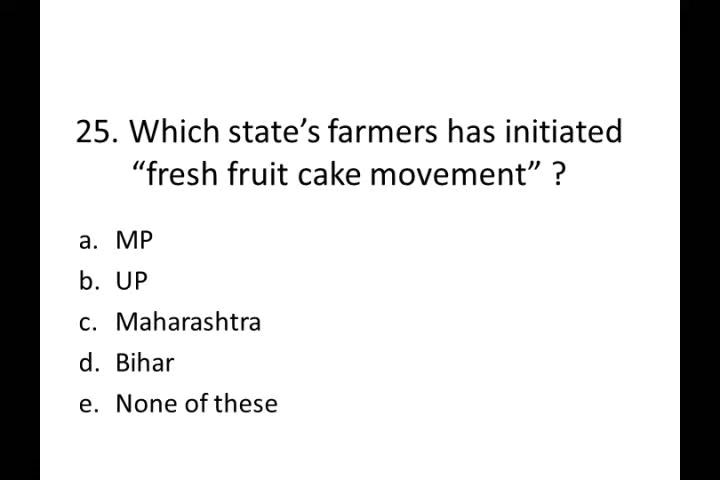 25. Which state's farmers has initiated
“fresh fruit cake movement” ?
a. MP
b. UP
c. Maharashtra
d. Bihar
e. None of these